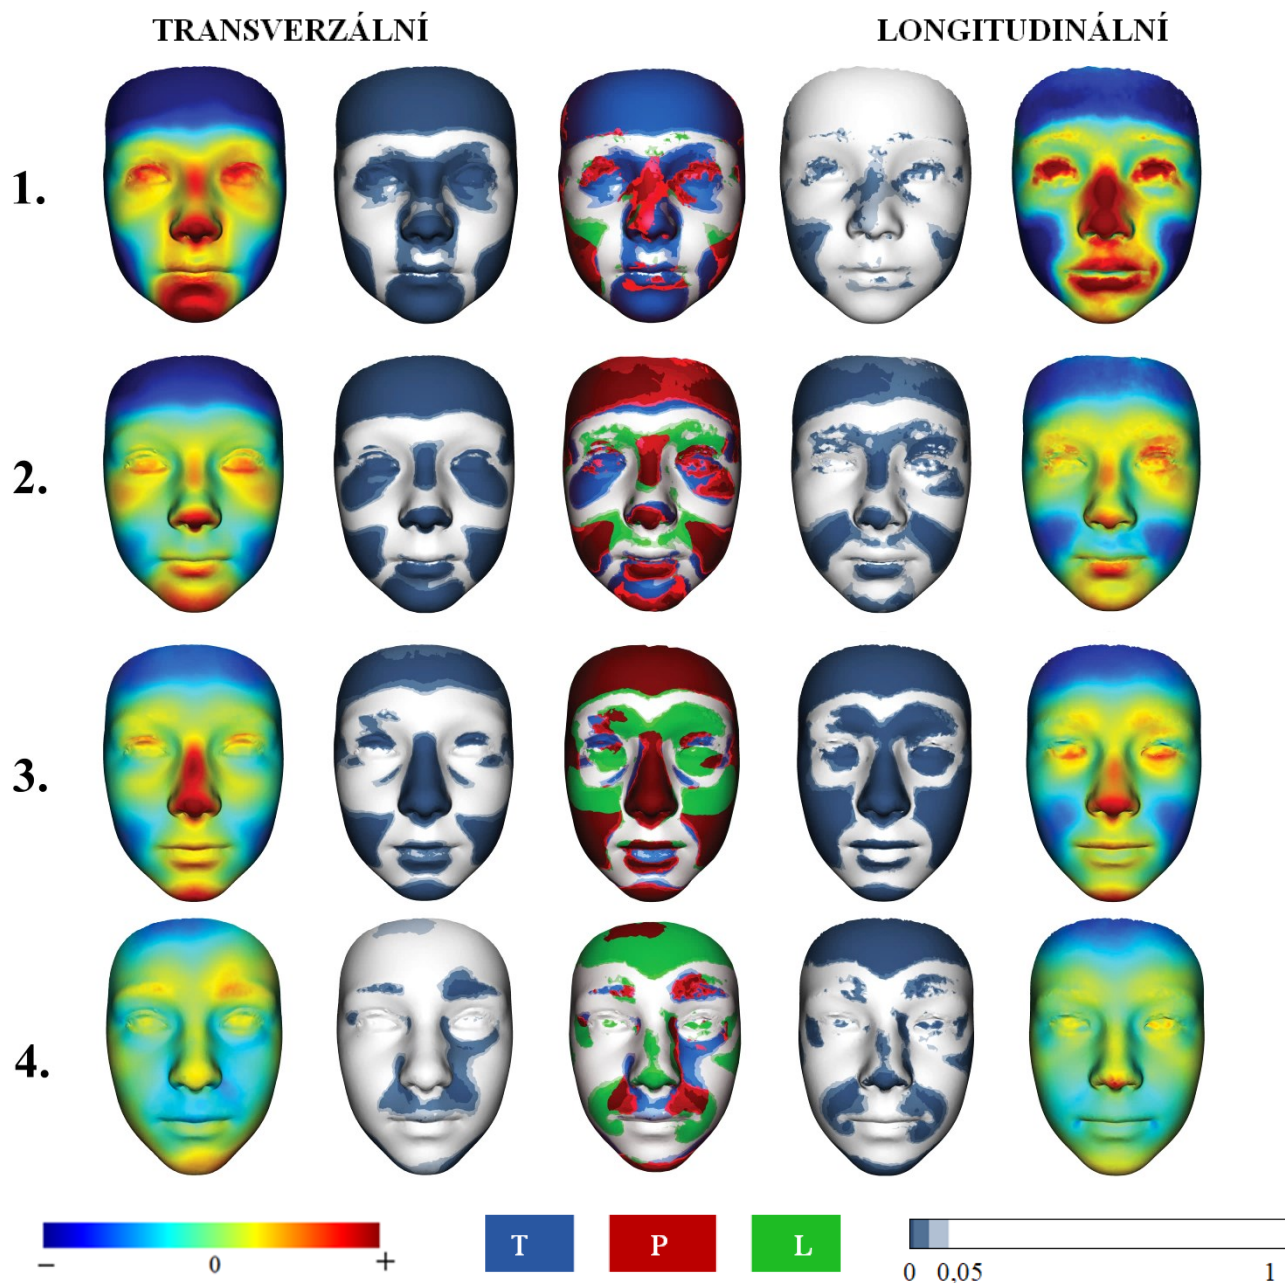 TRANSVERZÁLNÍ LONGITUDINÁLNÍ
1.
2.
3.
4.
− 0 +
T P L
0 0,05 1